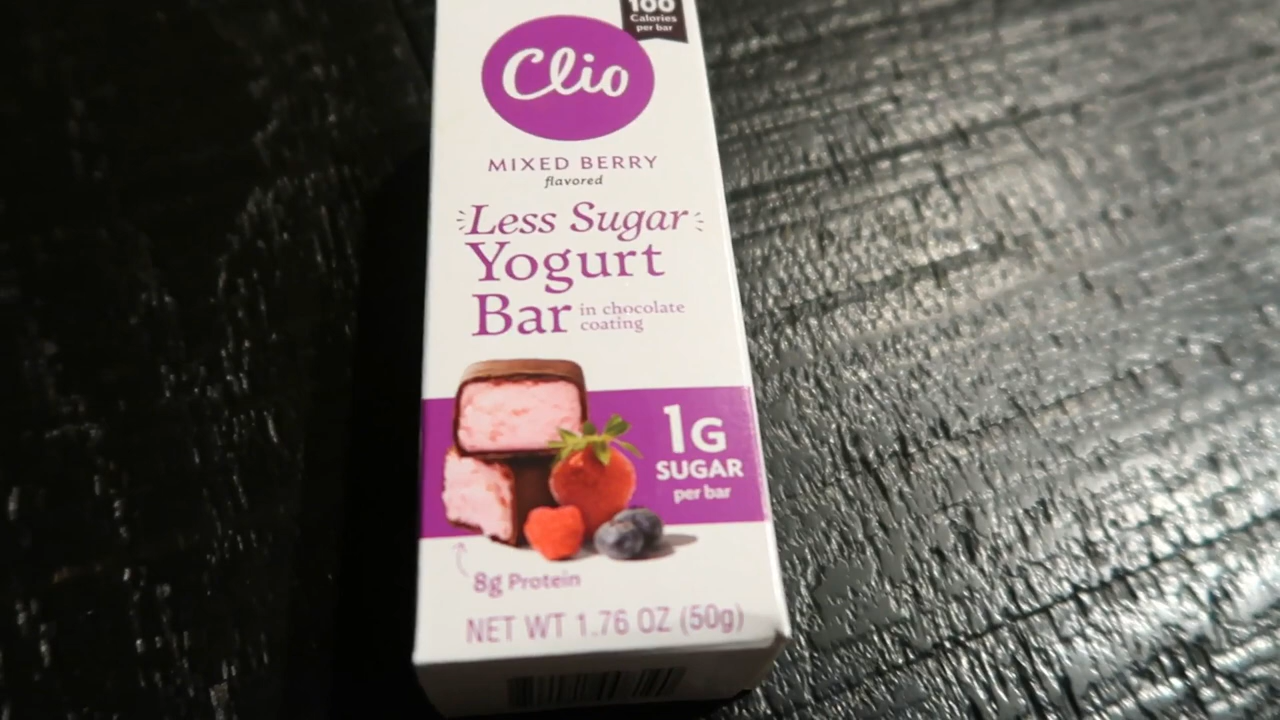 100
Calories
per bar
Clio
MIXED BERRY
flavored
Less Sugar
Yogurt
Bar in chocolate
coating
1G
SUGAR
per bar
8g Protein
NET WT 1.76 OZ (50g)